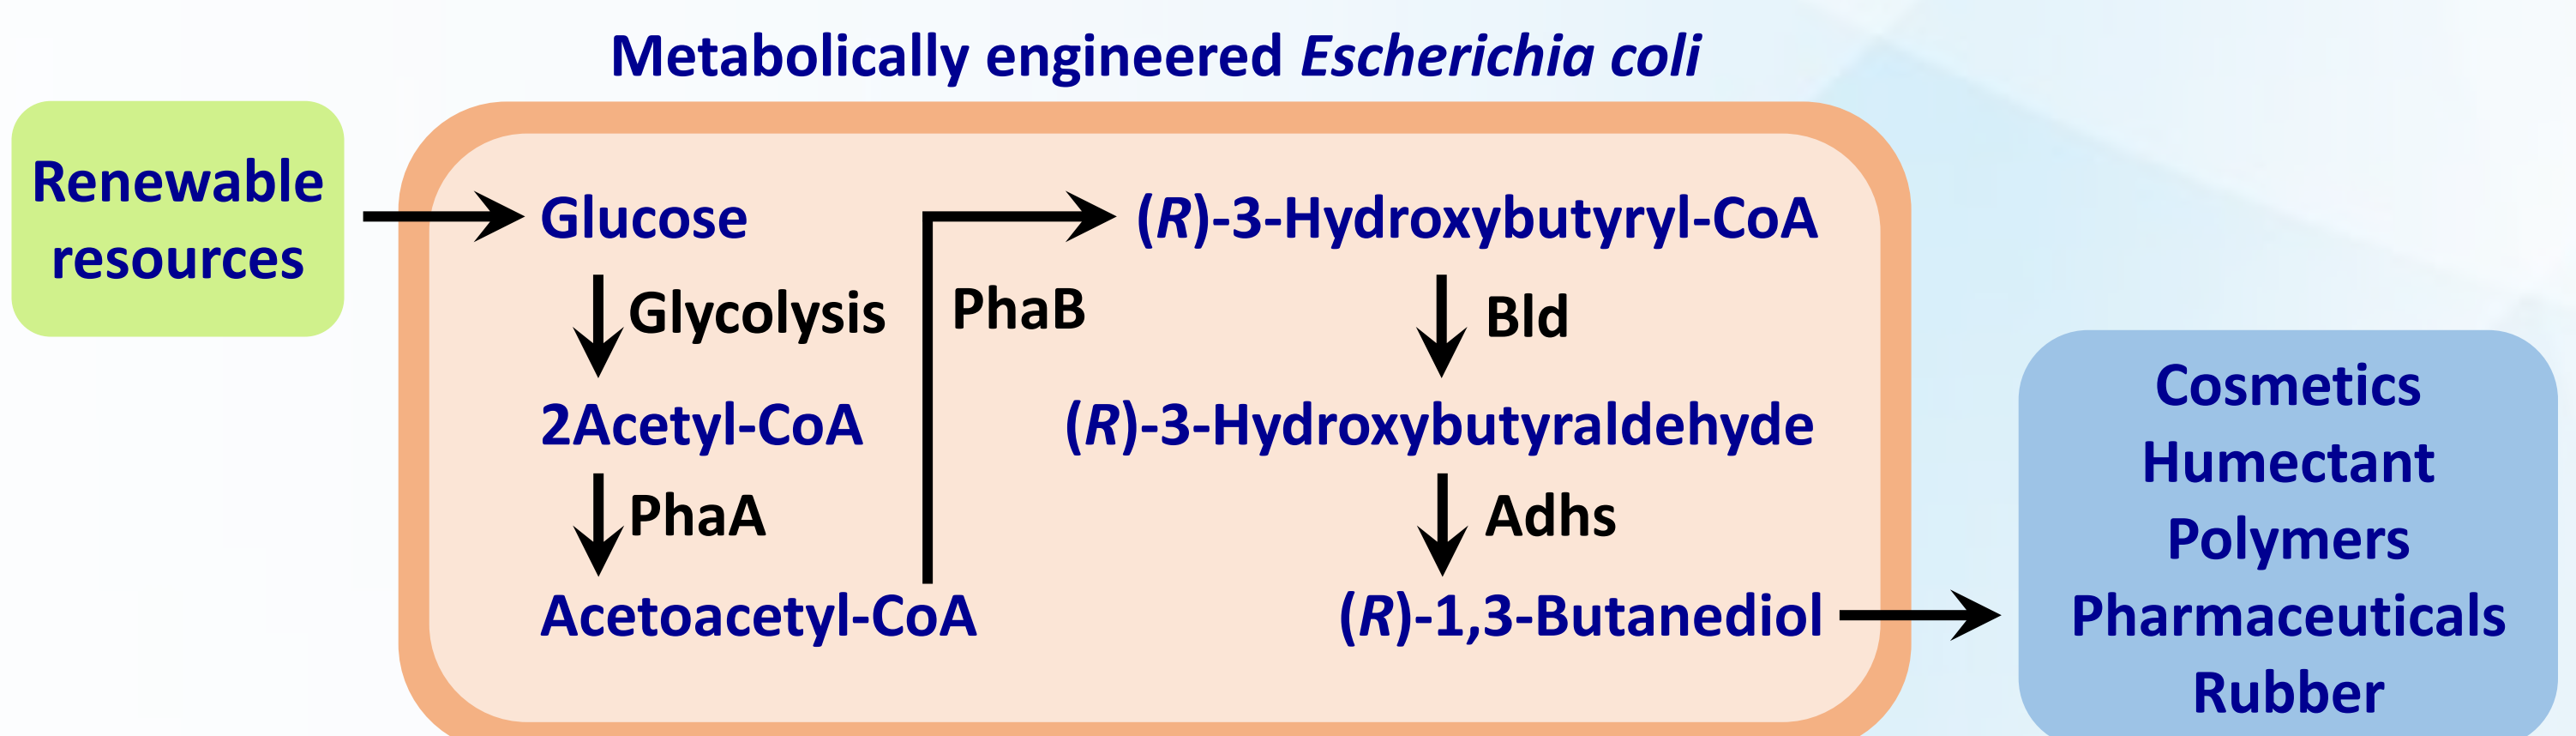 Metabolically engineered Escherichia coli
Renewable
resources
Glucose
Glycolysis
2Acetyl-CoA
PhaA
Acetoacetyl-CoA
PhaB
(R)-3-Hydroxybutyryl-CoA
Bld
(R)-3-Hydroxybutyraldehyde
Adhs
(R)-1,3-Butanediol
Cosmetics
Humectant
Polymers
Pharmaceuticals
Rubber